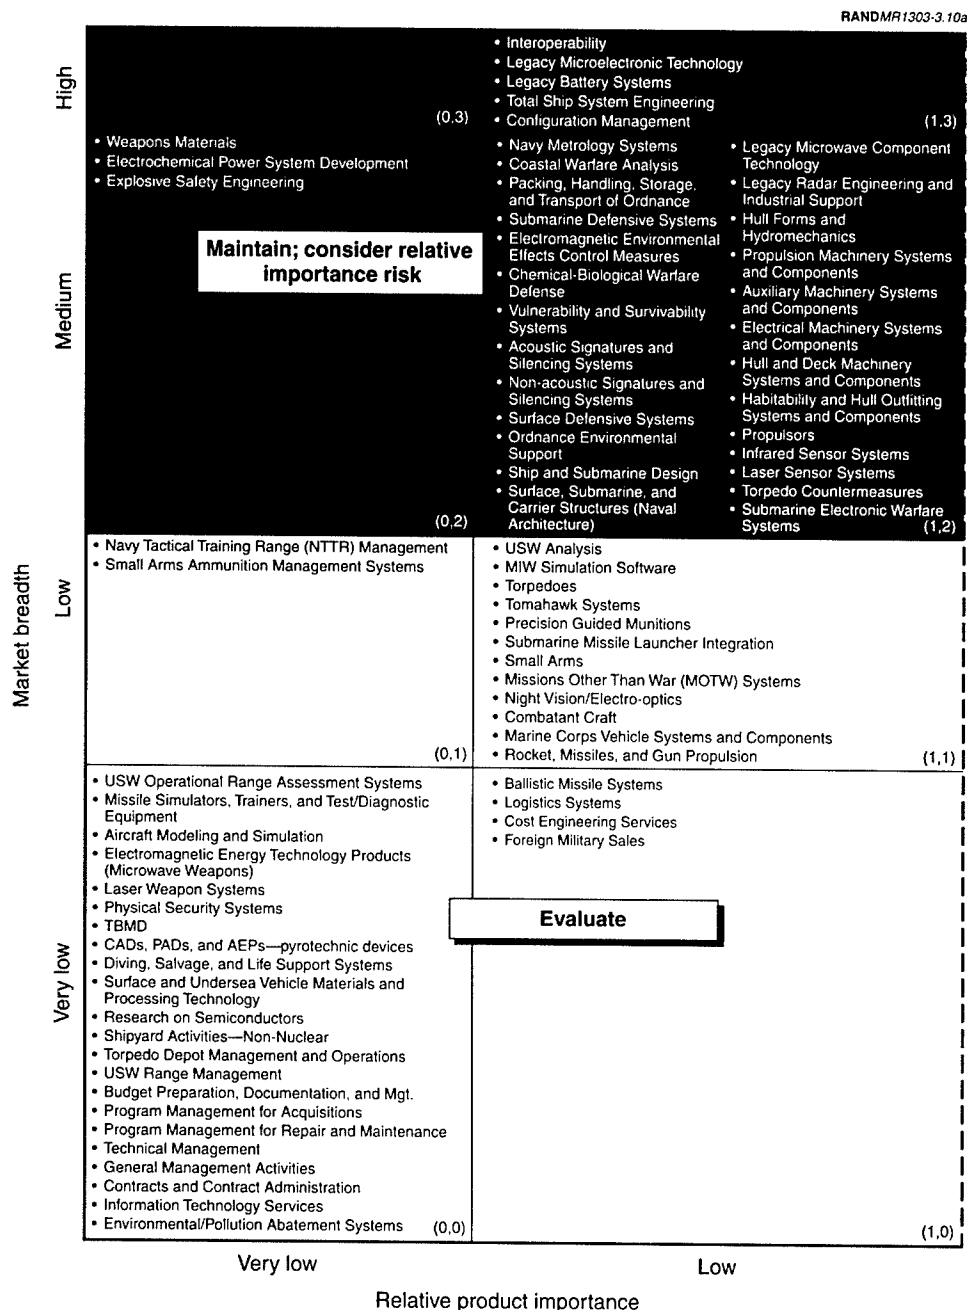 RANDMR1303-3.10a
High
• Interoperability
• Legacy Microelectronic Technology
• Legacy Battery Systems
• Total Ship System Engineering
• Configuration Management
(0.3)
(1.3)
Medium
• Weapons Materials
• Electrochemical Power System Development
• Explosive Safety Engineering
Maintain; consider relative
importance risk
(0,2)
• Navy Metrology Systems
• Coastal Warfare Analysis
• Packing, Handling, Storage,
and Transport of Ordnance
• Submarine Defensive Systems
• Electromagnetic Environmental
Effects Control Measures
• Chemical-Biological Warfare
Defense
• Vulnerability and Survivability
Systems
• Acoustic Signatures and
Silencing Systems
• Non-acoustic Signatures and
Silencing Systems
• Surface Defensive Systems
• Ordnance Environmental
Support
• Ship and Submarine Design
• Surface, Submarine, and
Carrier Structures (Naval
Architecture)
• Legacy Microwave Component
Technology
• Legacy Radar Engineering and
Industrial Support
• Hull Forms and
Hydromechanics
• Propulsion Machinery Systems
and Components
• Auxiliary Machinery Systems
and Components
• Electrical Machinery Systems
and Components
• Hull and Deck Machinery
Systems and Components
• Habitability and Hull Outfitting
Systems and Components
• Propulsors
• Infrared Sensor Systems
• Laser Sensor Systems
• Torpedo Countermeasures
• Submarine Electronic Warfare
Systems
(1,2)
Market breadth
Low
• Navy Tactical Training Range (NTTR) Management
• Small Arms Ammunition Management Systems
(0,1)
• USW Analysis
• MIW Simulation Software
• Torpedoes
• Tomahawk Systems
• Precision Guided Munitions
• Submarine Missile Launcher Integration
• Small Arms
• Missions Other Than War (MOTW) Systems
• Night Vision/Electro-optics
• Combatant Craft
• Marine Corps Vehicle Systems and Components
• Rocket, Missiles, and Gun Propulsion
(1,1)
Very low
• USW Operational Range Assessment Systems
• Missile Simulators, Trainers, and Test/Diagnostic
Equipment
• Aircraft Modeling and Simulation
• Electromagnetic Energy Technology Products
(Microwave Weapons)
• Laser Weapon Systems
• Physical Security Systems
• TBMD
• CADs, PADs, and AEPs—pyrotechnic devices
• Diving, Salvage, and Life Support Systems
• Surface and Undersea Vehicle Materials and
Processing Technology
• Research on Semiconductors
• Shipyard Activities—Non-Nuclear
• Torpedo Depot Management and Operations
• USW Range Management
• Budget Preparation, Documentation, and Mgt.
• Program Management for Acquisitions
• Program Management for Repair and Maintenance
• Technical Management
• General Management Activities
• Contracts and Contract Administration
• Information Technology Services
• Environmental/Pollution Abatement Systems
(0,0)
• Ballistic Missile Systems
• Logistics Systems
• Cost Engineering Services
• Foreign Military Sales
Evaluate
(1,0)
Very low
Low
Relative product importance